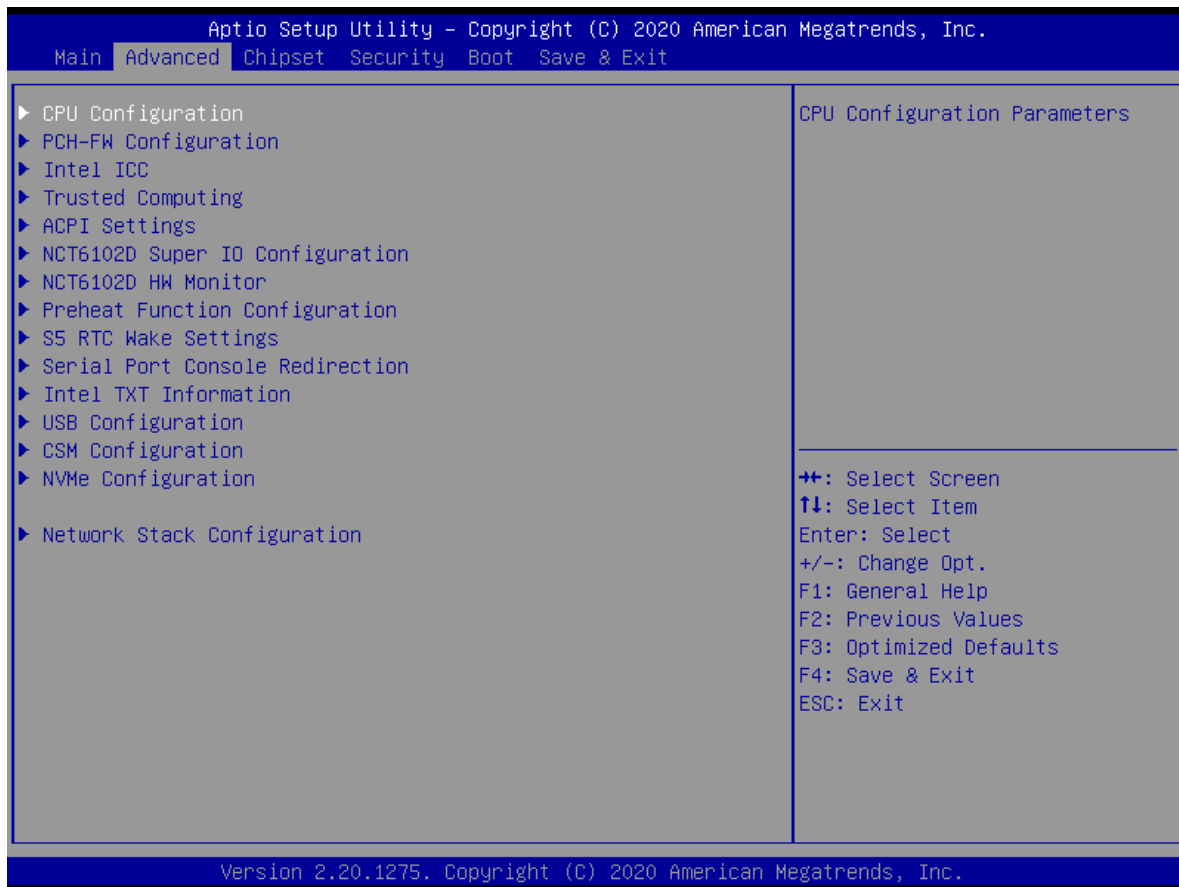 Aptio Setup Utility – Copyright (C) 2020 American Megatrends, Inc.
Main Advanced Chipset Security Boot Save & Exit
CPU Configuration
PCH-FW Configuration
Intel ICC
Trusted Computing
ACPI Settings
NCT6102D Super IO Configuration
NCT6102D HW Monitor
Preheat Function Configuration
S5 RTC Wake Settings
Serial Port Console Redirection
Intel TXT Information
USB Configuration
CSM Configuration
NVMe Configuration
Network Stack Configuration
CPU Configuration Parameters
→←: Select Screen
↑↓: Select Item
Enter: Select
+/-: Change Opt.
F1: General Help
F2: Previous Values
F3: Optimized Defaults
F4: Save & Exit
ESC: Exit
Version 2.20.1275. Copyright (C) 2020 American Megatrends, Inc.